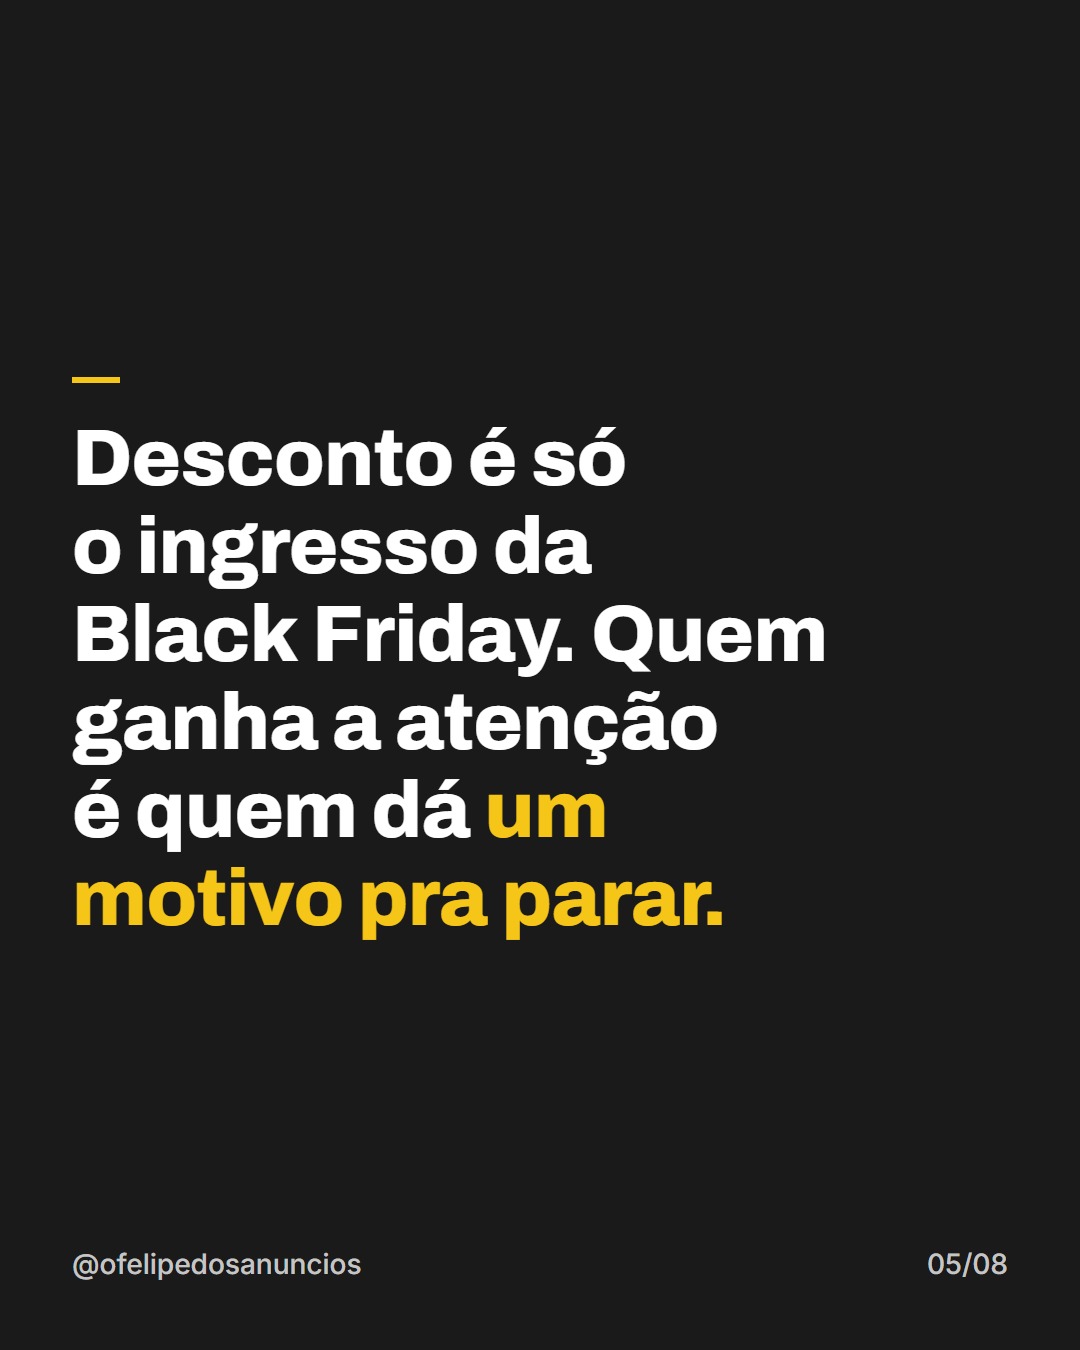 Desconto é só
o ingresso da
Black Friday. Quem
ganha a atenção
é quem dá um
motivo pra parar.
@ofelipedosanuncios
05/08